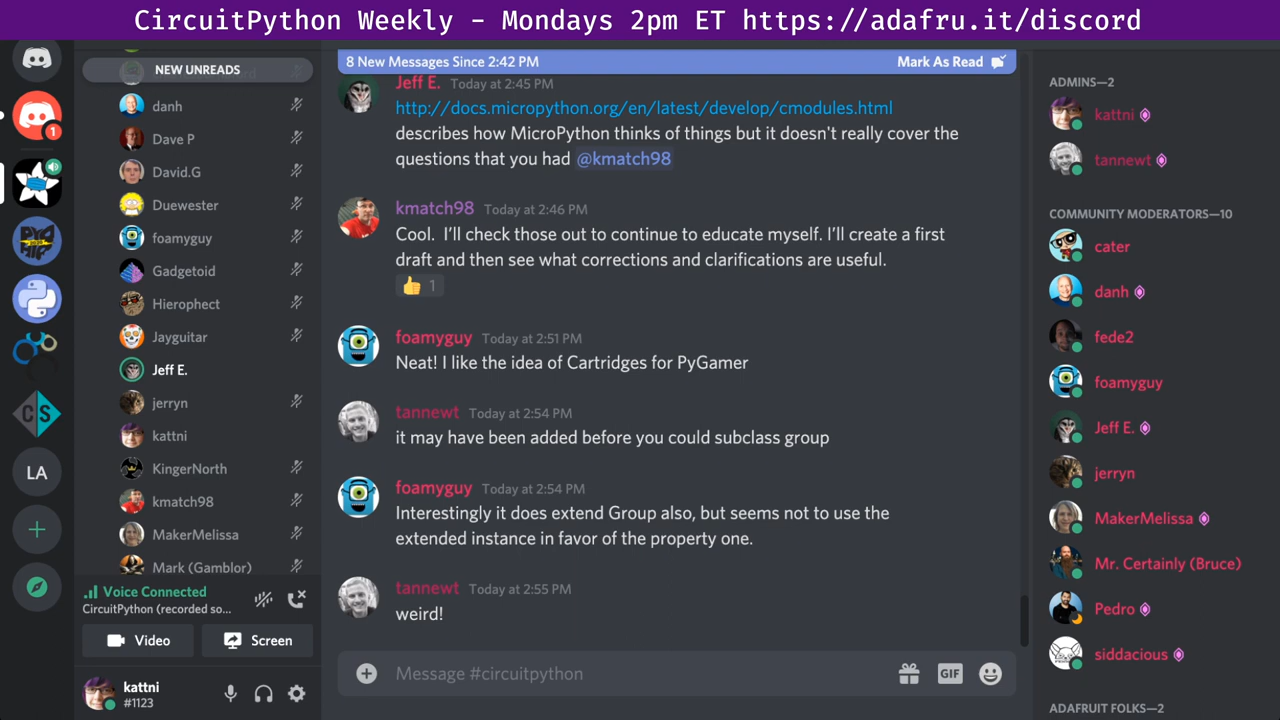 CircuitPython Weekly - Mondays 2pm ET https://adafru.it/discord
NEW UNREADS
danh
Dave P
David.G
Duewester
foamyguy
Gadgetoid
Hierophect
Jayguitar
Jeff E.
jerryn
kattni
KingerNorth
kmatch98
MakerMelissa
Mark (Gamblor)
1
CS
LA
Voice Connected
CircuitPython (recorded so...
Video
Screen
kattni
#1123
8 New Messages Since 2:42 PM
Mark As Read
Jeff E. Today at 2:45 PM
http://docs.micropython.org/en/latest/develop/cmodules.html
describes how MicroPython thinks of things but it doesn't really cover the
questions that you had @kmatch98
kmatch98 Today at 2:46 PM
Cool. I'll check those out to continue to educate myself. I'll create a first
draft and then see what corrections and clarifications are useful.
1
foamyguy Today at 2:51 PM
Neat! I like the idea of Cartridges for PyGamer
tannewt Today at 2:54 PM
it may have been added before you could subclass group
foamyguy Today at 2:54 PM
Interestingly it does extend Group also, but seems not to use the
extended instance in favor of the property one.
tannewt Today at 2:55 PM
weird!
Message #circuitpython
GIF
ADMINS—2
kattni
tannewt
COMMUNITY MODERATORS—10
cater
danh
fede2
foamyguy
Jeff E.
jerryn
MakerMelissa
Mr. Certainly (Bruce)
Pedro
siddacious
ADAFRUIT FOLKS—2